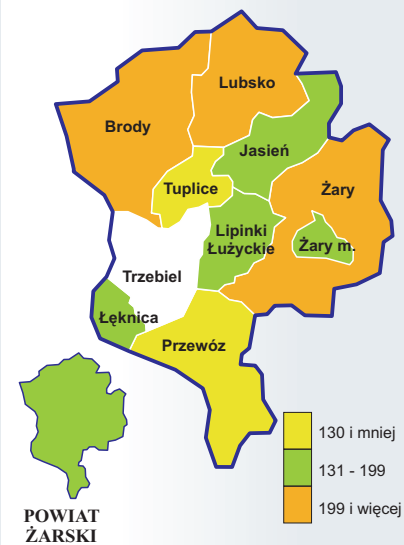 Lubsko
Brody
Jasień
Tuplice
Żary
Lipinki
Łużyckie
Żary m.
Trzebiel
Łęknica
Przewóz
130 i mniej
131 - 199
199 i więcej
POWIAT
ŻARSKI